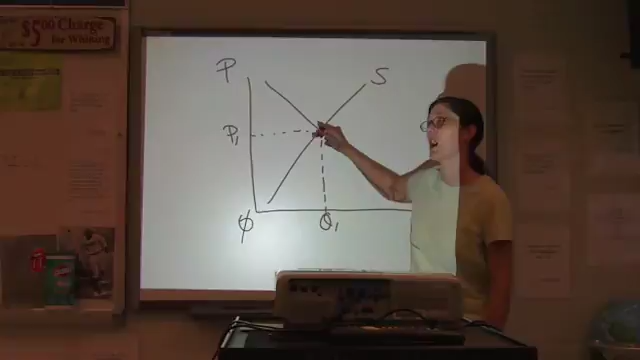 $5.00 Charge
for Whining
P
S
P1
φ
Q1